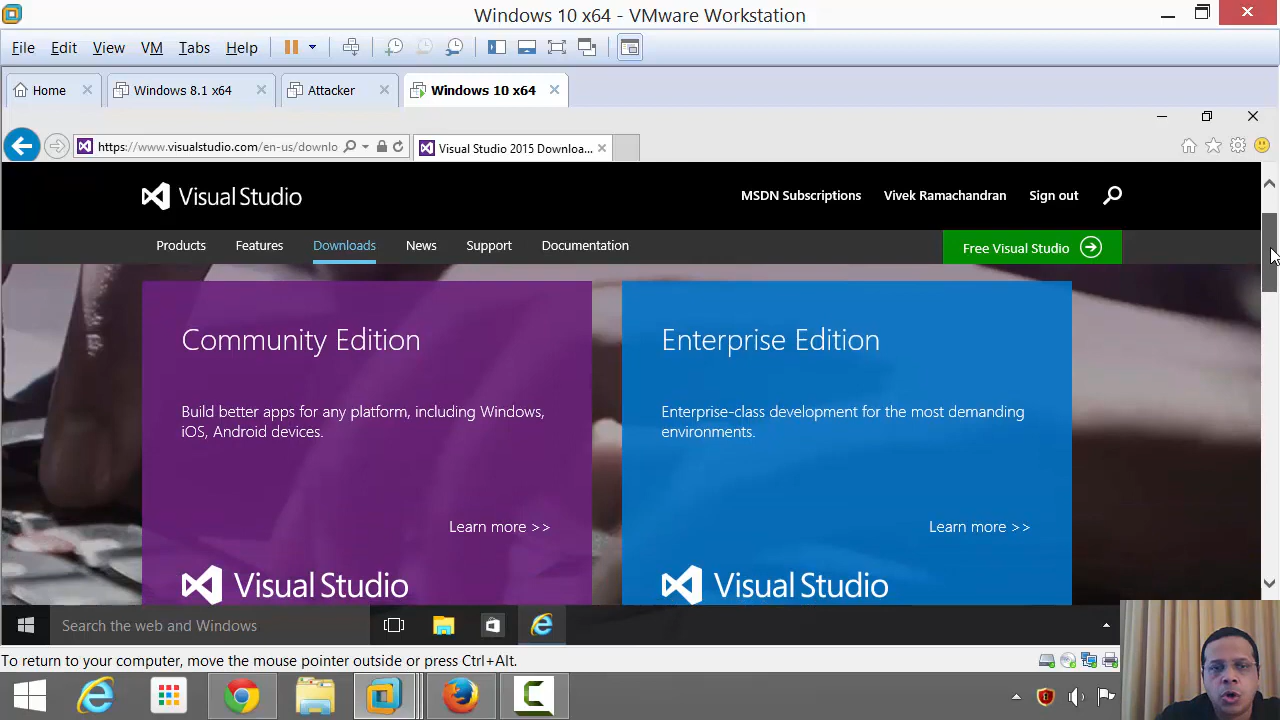 Windows 10 x64 - VMware Workstation
File Edit View VM Tabs Help
Home Windows 8.1 x64 Attacker Windows 10 x64
https://www.visualstudio.com/en-us/downlo Visual Studio 2015 Downloa...
Visual Studio MSDN Subscriptions Vivek Ramachandran Sign out
Products Features Downloads News Support Documentation Free Visual Studio
Community Edition Enterprise Edition
Build better apps for any platform, including Windows, Enterprise-class development for the most demanding
iOS, Android devices. environments.
Learn more >> Learn more >>
Visual Studio Visual Studio
Search the web and Windows
To return to your computer, move the mouse pointer outside or press Ctrl+Alt.